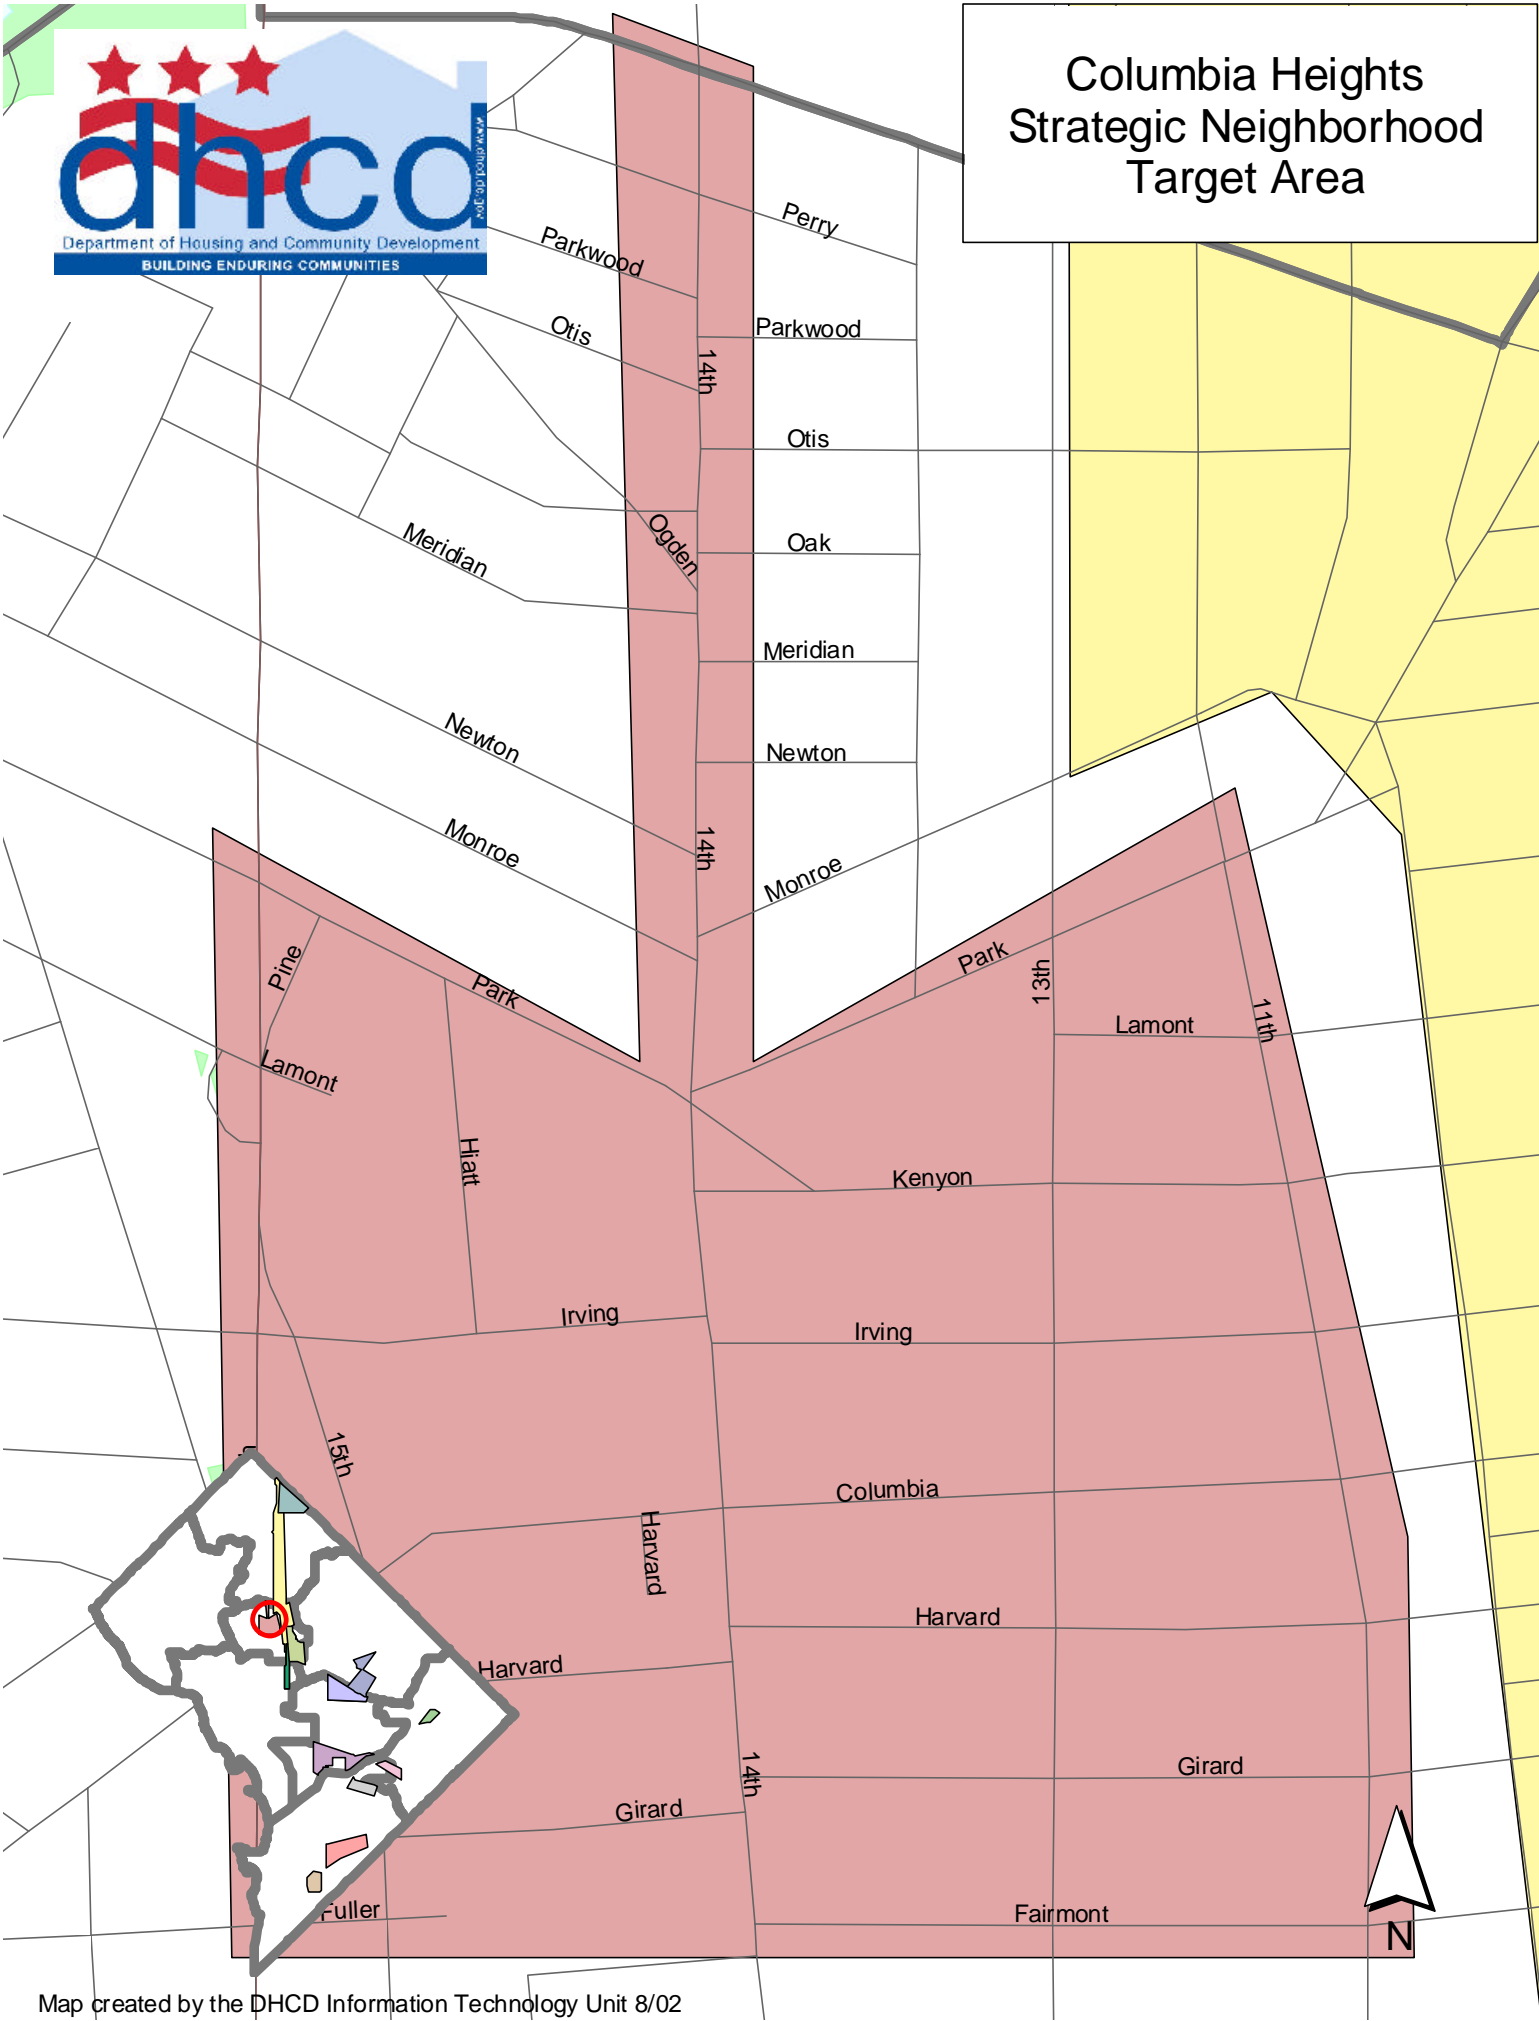 Columbia Heights
Strategic Neighborhood
Target Area
dhcd
www.dhcd.dc.gov
Department of Housing and Community Development
BUILDING ENDURING COMMUNITIES
Perry
Parkwood
Otis
Parkwood
14th
Otis
Ogden
Oak
Meridian
Meridian
Newton
Newton
Monroe
14th
Monroe
Pine
Park
Park
13th
11th
Lamont
Lamont
Hiatt
Kenyon
Irving
Irving
15th
Columbia
Harvard
Harvard
Harvard
14th
Girard
Girard
Fuller
Fairmont
N
Map created by the DHCD Information Technology Unit 8/02